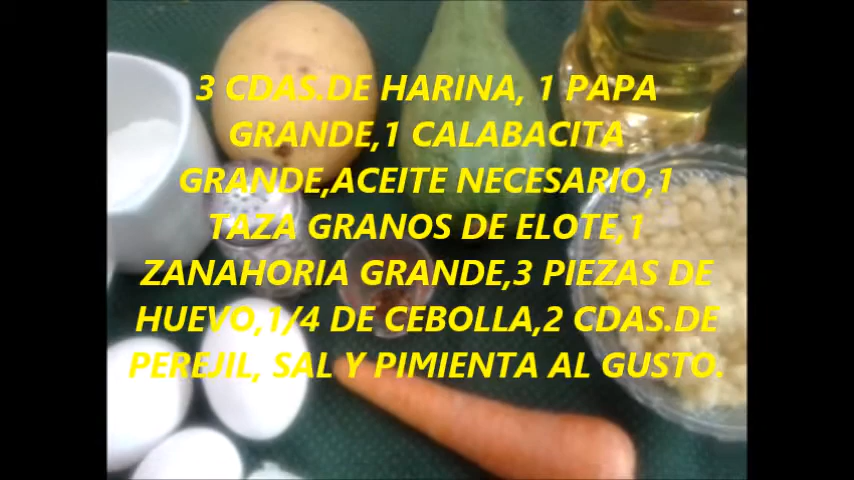 3 CDAS.DE HARINA, 1 PAPA
GRANDE,1 CALABACITA
GRANDE,ACEITE NECESARIO,1
TAZA GRANOS DE ELOTE,1
ZANAHORIA GRANDE,3 PIEZAS DE
HUEVO,1/4 DE CEBOLLA,2 CDAS.DE
PEREJIL, SAL Y PIMIENTA AL GUSTO.